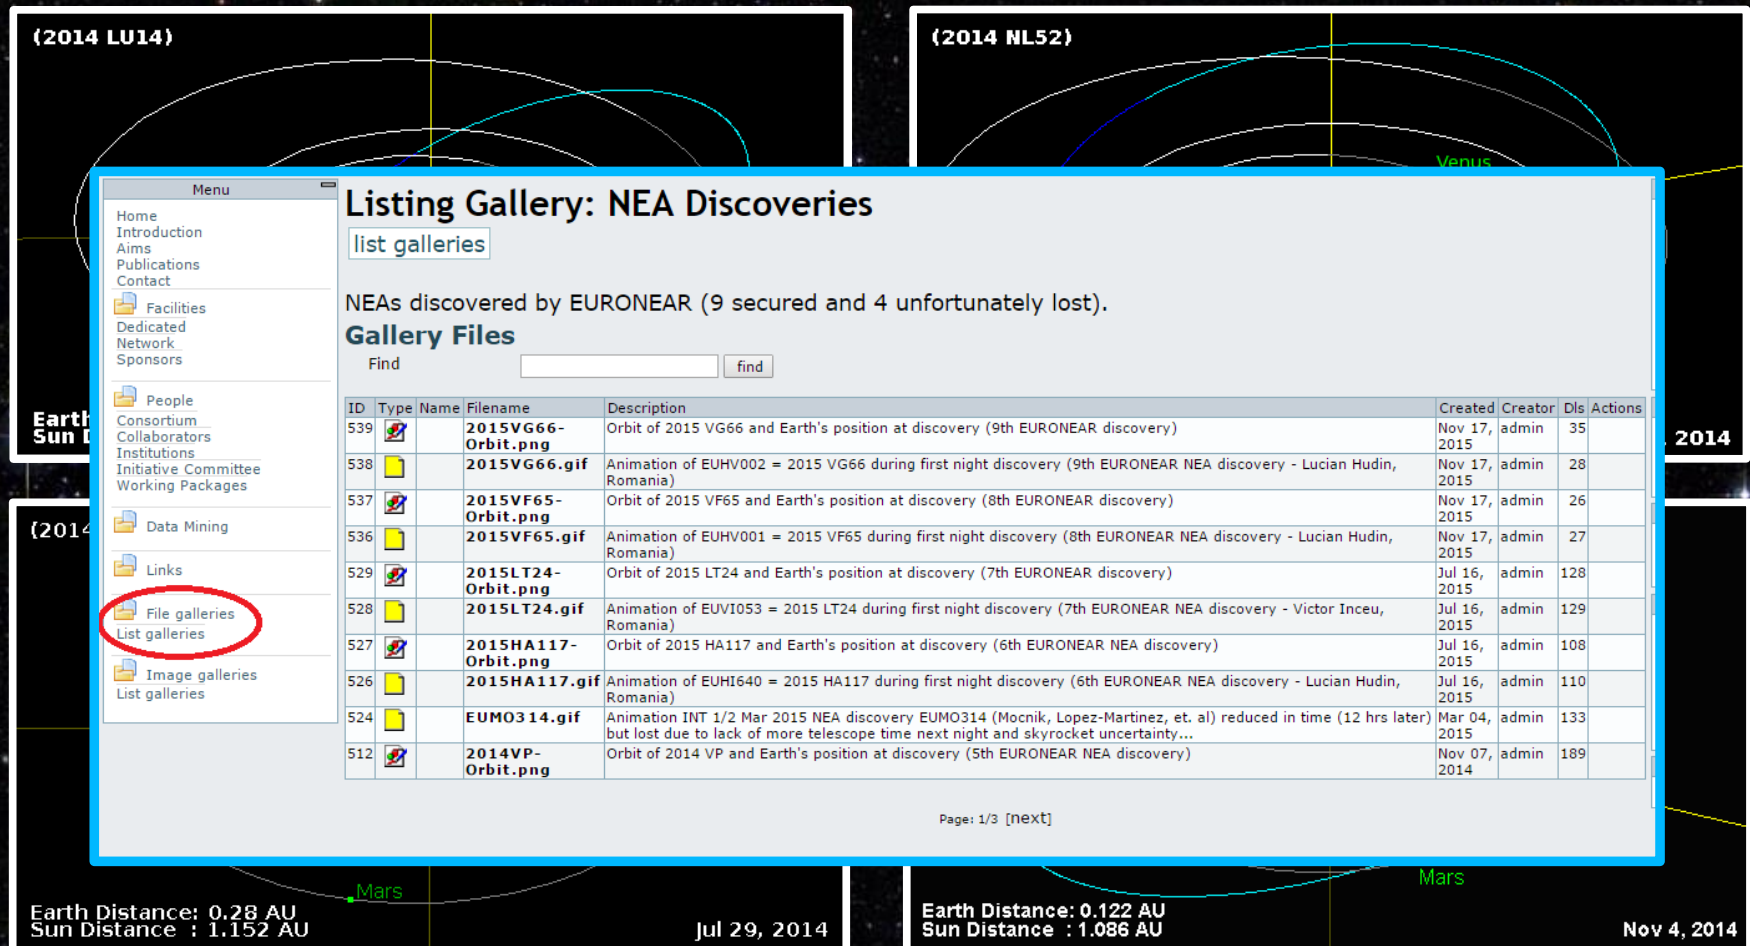 (2014 LU14)
(2014 NL52)
Venus
Menu
Home
Introduction
Aims
Publications
Contact
Facilities
Dedicated
Network
Sponsors
People
Consortium
Collaborators
Institutions
Initiative Committee
Working Packages
Data Mining
Links
File galleries
List galleries
Image galleries
List galleries
Listing Gallery: NEA Discoveries
list galleries
NEAs discovered by EURONEAR (9 secured and 4 unfortunately lost).
Gallery Files
Find find
ID Type Name Filename Description Created Creator Dls Actions
539 2015VG66- Orbit of 2015 VG66 and Earth's position at discovery (9th EURONEAR discovery) Nov 17, admin 35
Orbit.png 2015
538 2015VG66.gif Animation of EUHV002 = 2015 VG66 during first night discovery (9th EURONEAR NEA discovery - Lucian Hudin, Nov 17, admin 28
Romania) 2015
537 2015VF65- Orbit of 2015 VF65 and Earth's position at discovery (8th EURONEAR discovery) Nov 17, admin 26
Orbit.png 2015
536 2015VF65.gif Animation of EUHV001 = 2015 VF65 during first night discovery (8th EURONEAR NEA discovery - Lucian Hudin, Nov 17, admin 27
Romania) 2015
529 2015LT24- Orbit of 2015 LT24 and Earth's position at discovery (7th EURONEAR discovery) Jul 16, admin 128
Orbit.png 2015
528 2015LT24.gif Animation of EUVI053 = 2015 LT24 during first night discovery (7th EURONEAR NEA discovery - Victor Inceu, Jul 16, admin 129
Romania) 2015
527 2015HA117- Orbit of 2015 HA117 and Earth's position at discovery (6th EURONEAR NEA discovery) Jul 16, admin 108
Orbit.png 2015
526 2015HA117.gif Animation of EUHI640 = 2015 HA117 during first night discovery (6th EURONEAR NEA discovery - Lucian Hudin, Jul 16, admin 110
Romania) 2015
524 EUMO314.gif Animation INT 1/2 Mar 2015 NEA discovery EUMO314 (Mocnik, Lopez-Martinez, et. al) reduced in time (12 hrs later) Mar 04, admin 133
but lost due to lack of more telescope time next night and skyrocket uncertainty... 2015
512 2014VP- Orbit of 2014 VP and Earth's position at discovery (5th EURONEAR NEA discovery) Nov 07, admin 189
Orbit.png 2014
Page: 1/3 [next]
Earth
Sun D
, 2014
(2014
Mars
Earth Distance: 0.28 AU
Sun Distance : 1.152 AU
Jul 29, 2014
Mars
Earth Distance: 0.122 AU
Sun Distance : 1.086 AU
Nov 4, 2014